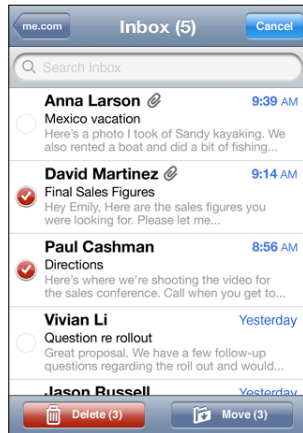 me.com
Inbox (5)
Cancel
Search Inbox
Anna Larson
9:39 AM
Mexico vacation
Here's a photo I took of Sandy kayaking. We
also rented a boat and did a bit of fishing...
David Martinez
9:14 AM
Final Sales Figures
Hey Emily, Here are the sales figures you
were looking for. Please let me...
Paul Cashman
8:56 AM
Directions
Here's where we're shooting the video for
the sales conference. Call when you get to...
Vivian Li
Yesterday
Question re rollout
Great proposal. We have a few follow-up
questions regarding the roll out and would...
Jason Russell
Yesterday
Delete (3)
Move (3)